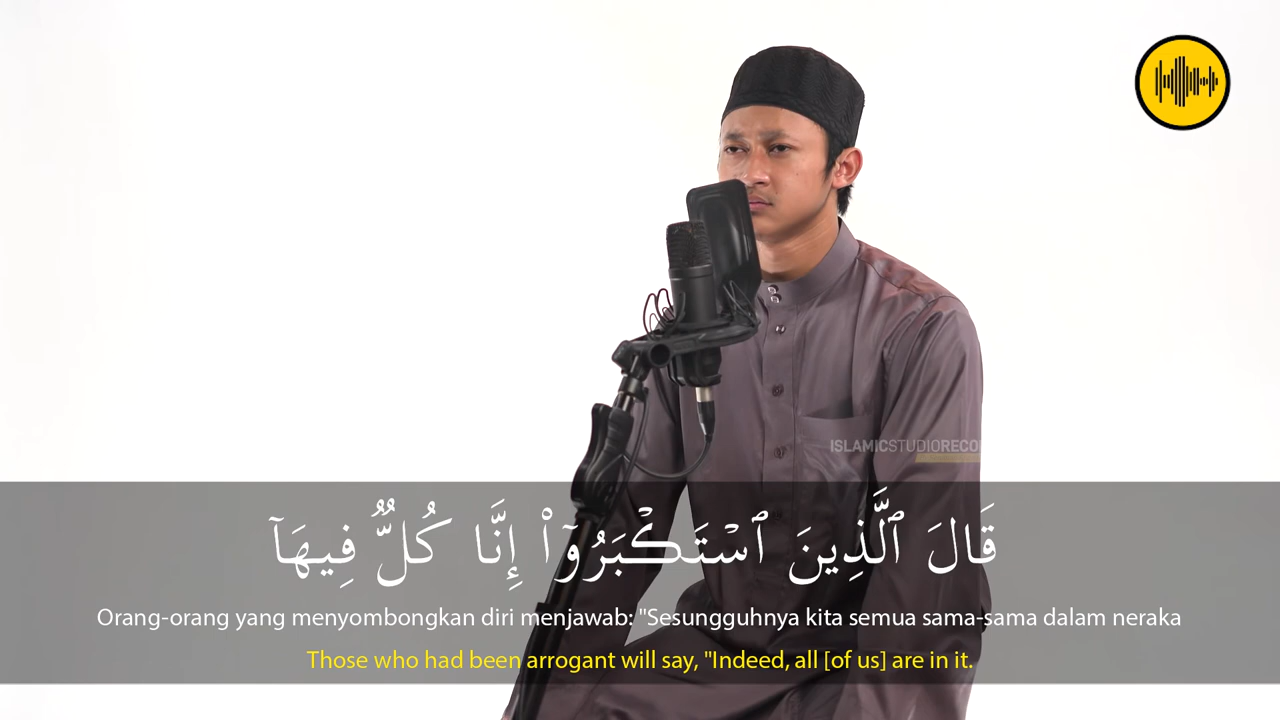 ISLAMICSTUDIORECO
قَالَ ٱلَّذِينَ ٱسْتَكْبَرُوٓا۟ إِنَّا كُلٌّ فِيهَآ
Orang-orang yang menyombongkan diri menjawab: "Sesungguhnya kita semua sama-sama dalam neraka
Those who had been arrogant will say, "Indeed, all [of us] are in it.